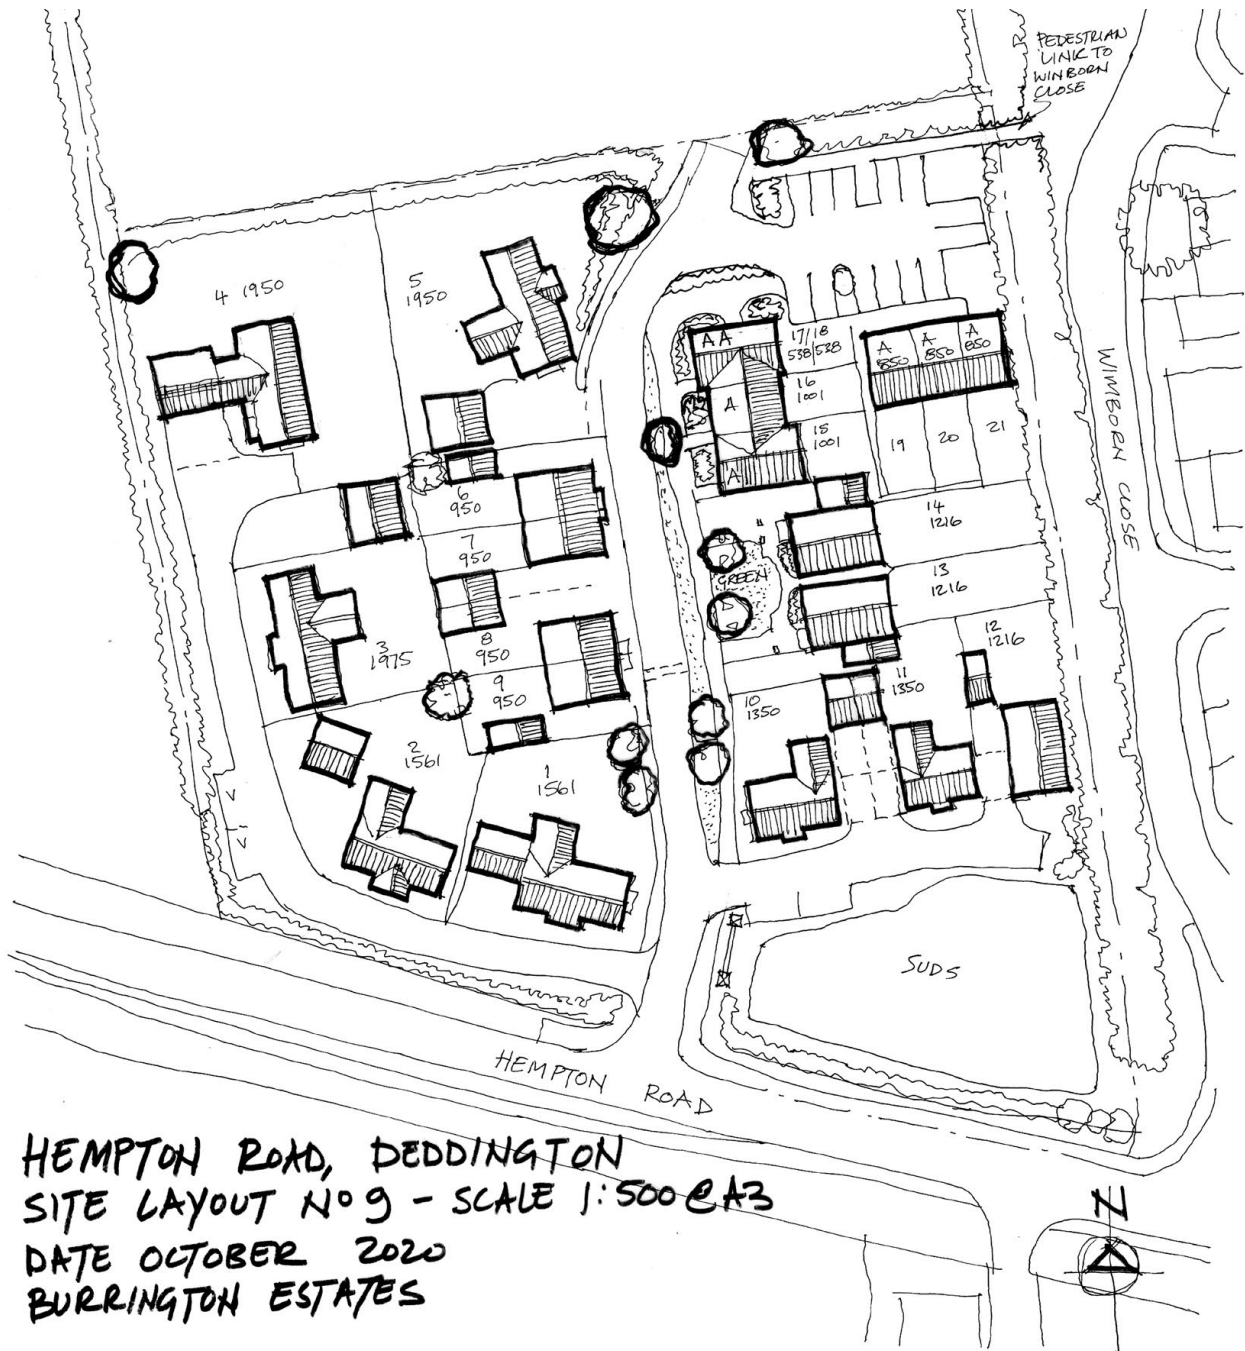 PEDESTRIAN
LINK TO
WINBORN
CLOSE
4 1950
5
1950
A A
17/18
538/538
A
850
A
850
A
850
16
1001
A
15
1001
A
19
20
21
6
950
7
950
14
1216
GREEN
13
1216
3
1975
8
950
12
1216
9
950
11
1350
10
1350
2
1561
1
1561
WIMBORN CLOSE
SUDS
HEMPTON ROAD
HEMPTON ROAD, DEDDINGTON
SITE LAYOUT No 9 - SCALE 1:500@A3
DATE OCTOBER 2020
BURRINGTON ESTATES
N